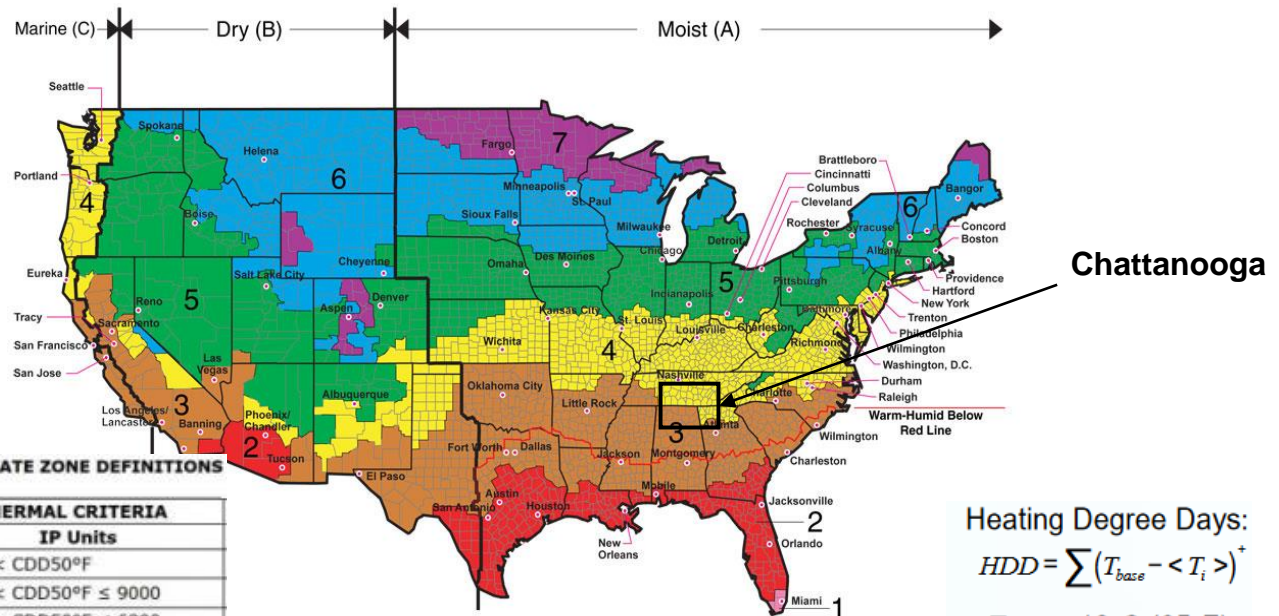 Marine (C)
Dry (B)
Moist (A)
Seattle
Spokane
Helena
Fargo
7
Portland
4
6
Minneapolis
St. Paul
Bangor
Brattleboro
Cincinnatti
Columbus
Cleveland
Boise
Sioux Falls
Milwaukee
Rochester
Syracuse
6
Concord
Boston
Chicago
Detroit
Albany
Eureka
Salt Lake City
Cheyenne
Omaha
Des Moines
Chattanooga
Reno
5
Aspen
Denver
Indianapolis
5
Pittsburgh
Providence
Hartford
New York
Tracy
Sacramento
Kansas City
St. Louis
Louisville
Charleston
Trenton
Philadelphia
San Francisco
Wichita
4
Richmond
Wilmington
Washington, D.C.
San Jose
Las
Vegas
Nashville
Durham
Raleigh
Albuquerque
Oklahoma City
Little Rock
Charlotte
3
Los Angeles/
Lancaster
Banning
Phoenix/
Chandler
Warm-Humid Below
Red Line
2
3
Wilmington
Tucson
Fort Worth
Dallas
Jackson
Montgomery
Charleston
El Paso
ATE ZONE DEFINITIONS
Mobile
ERMAL CRITERIA
Austin
Jacksonville
IP Units
San Antonio
Houston
2
< CDD50ºF
New
Orleans
Orlando
Heating Degree Days:
HDD = ∑(T_base − < T_i >)⁺
< CDD50ºF ≤ 9000
Miami
1